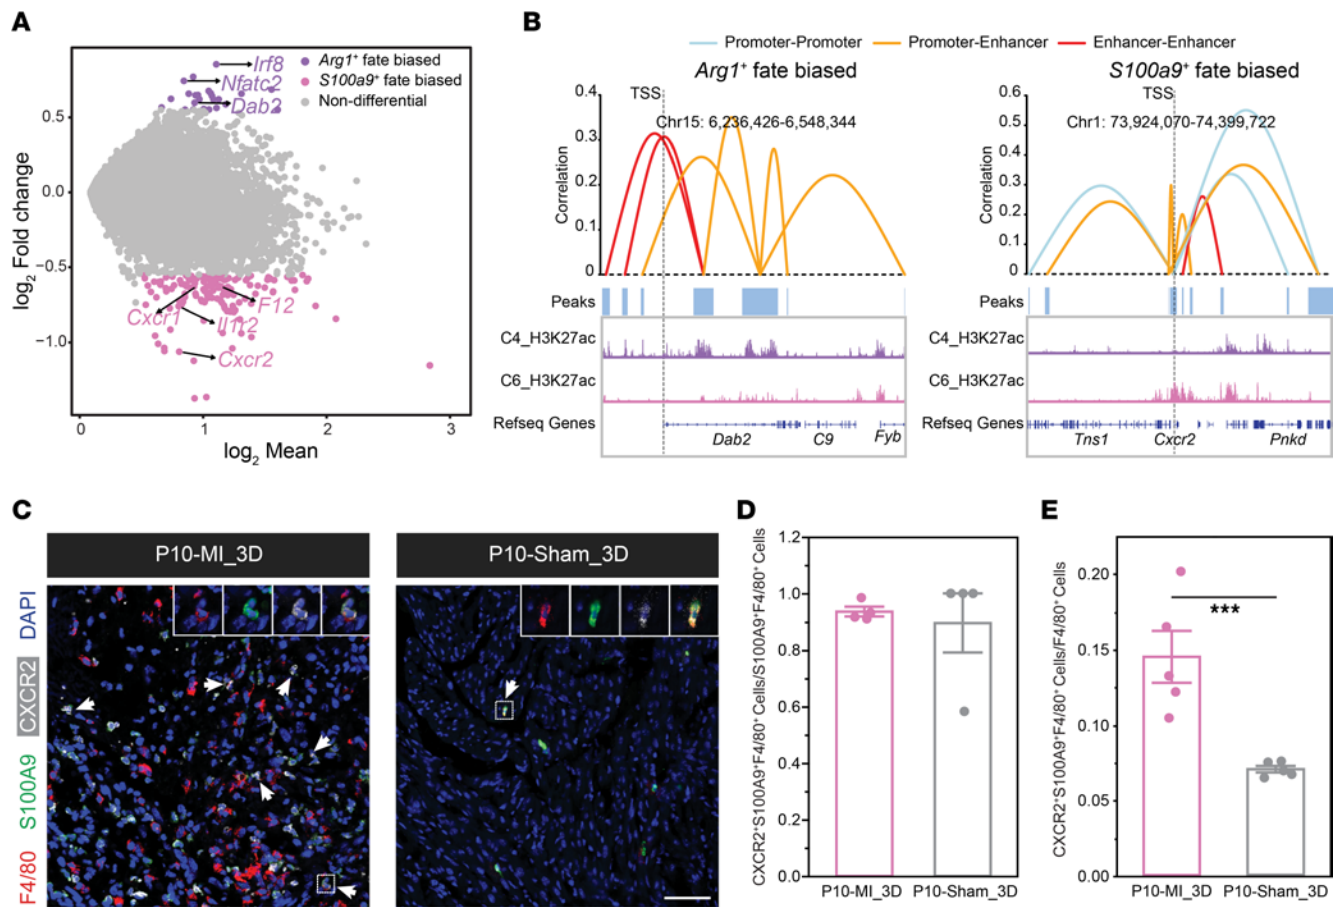 A
log₂ Fold change
0.5
0.0
−0.5
−1.0
0
1
2
3
log₂ Mean
Irf8
Nfatc2
Dab2
Arg1⁺ fate biased
S100a9⁺ fate biased
Non-differential
Cxcr1
F12
Il1r2
Cxcr2
B
Promoter-Promoter
Promoter-Enhancer
Enhancer-Enhancer
Arg1⁺ fate biased
TSS
Chr15: 6,236,426-6,548,344
Correlation
0.4
0.3
0.2
0.1
0
Peaks
C4_H3K27ac
C6_H3K27ac
Refseq Genes
Dab2
C9
Fyb
S100a9⁺ fate biased
TSS
Chr1: 73,924,070-74,399,722
Correlation
0.6
0.5
0.4
0.3
0.2
0.1
0
Peaks
C4_H3K27ac
C6_H3K27ac
Refseq Genes
Tns1
Cxcr2
Pnkd
C
P10-MI_3D
P10-Sham_3D
F4/80 S100A9 CXCR2 DAPI
D
CXCR2⁺S100A9⁺F4/80⁺ Cells/S100A9⁺F4/80⁺ Cells
1.2
1.0
0.8
0.6
0.4
0.2
0.0
P10-MI_3D
P10-Sham_3D
E
CXCR2⁺S100A9⁺F4/80⁺ Cells/F4/80⁺ Cells
0.20
0.15
0.10
0.05
0.00
***
P10-MI_3D
P10-Sham_3D